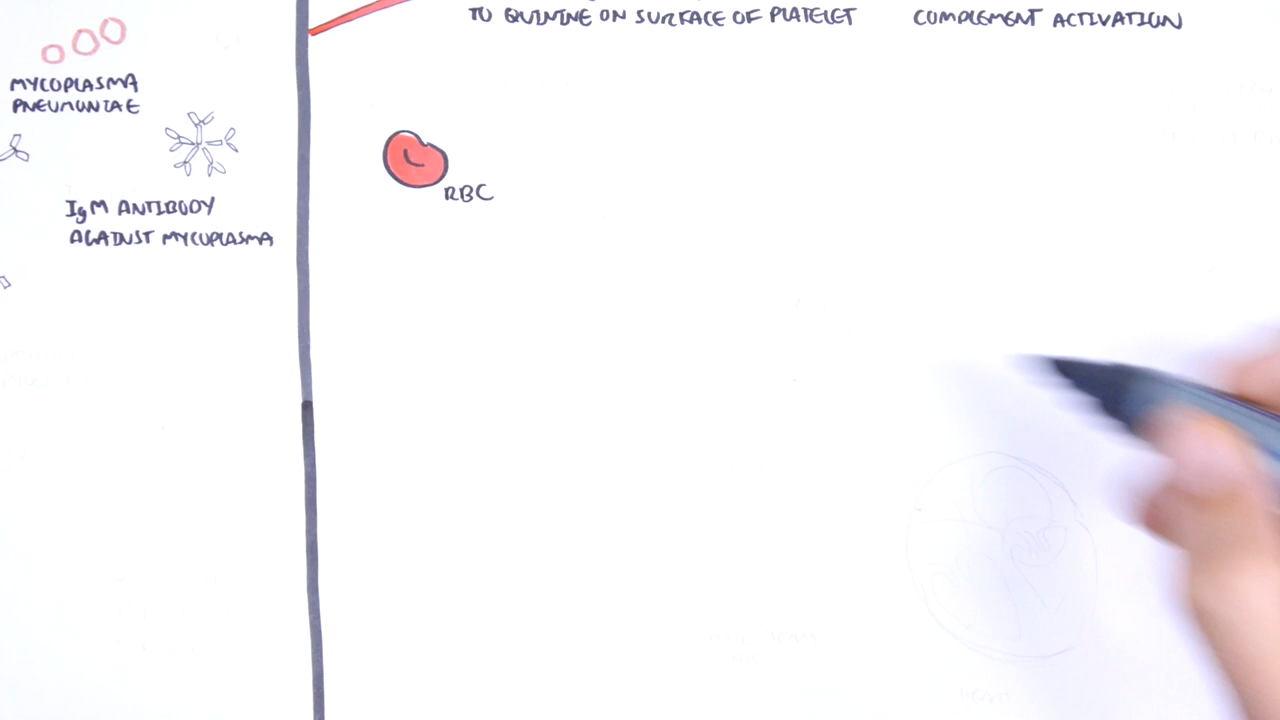 TO QUININE ON SURFACE OF PLATELET
COMPLEMENT ACTIVATION
MYCOPLASMA
PNEUMONIAE
IgM ANTIBODY
AGAINST MYCOPLASMA
RBC